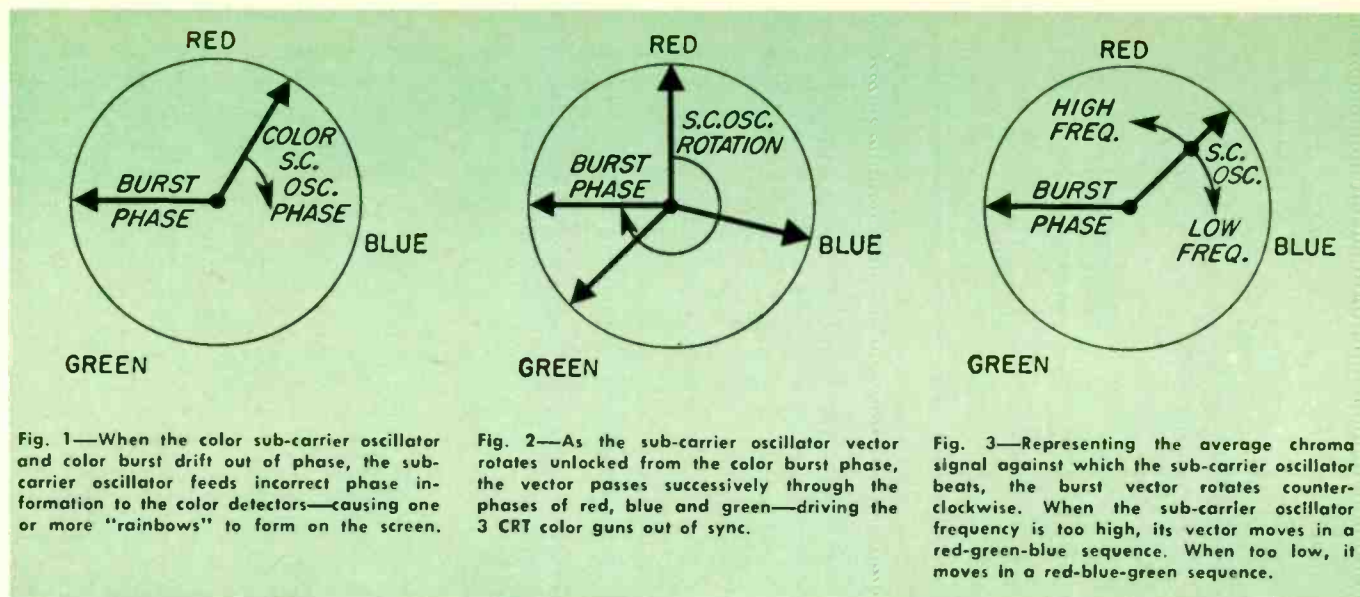 RED
COLOR
S.C.
OSC.
PHASE
BURST
PHASE
BLUE
GREEN
Fig. 1—When the color sub-carrier oscillator
and color burst drift out of phase, the sub-
carrier oscillator feeds incorrect phase in-
formation to the color detectors—causing one
or more "rainbows" to form on the screen.
RED
S.C.OSC.
ROTATION
BURST
PHASE
BLUE
GREEN
Fig. 2—As the sub-carrier oscillator vector
rotates unlocked from the color burst phase,
the vector passes successively through the
phases of red, blue and green—driving the
3 CRT color guns out of sync.
RED
HIGH
FREQ.
S.C.
OSC.
BURST
PHASE
LOW
FREQ.
BLUE
GREEN
Fig. 3—Representing the average chroma
signal against which the sub-carrier oscillator
beats, the burst vector rotates counter-
clockwise. When the sub-carrier oscillator
frequency is too high, its vector moves in a
red-green-blue sequence. When too low, it
moves in a red-blue-green sequence.